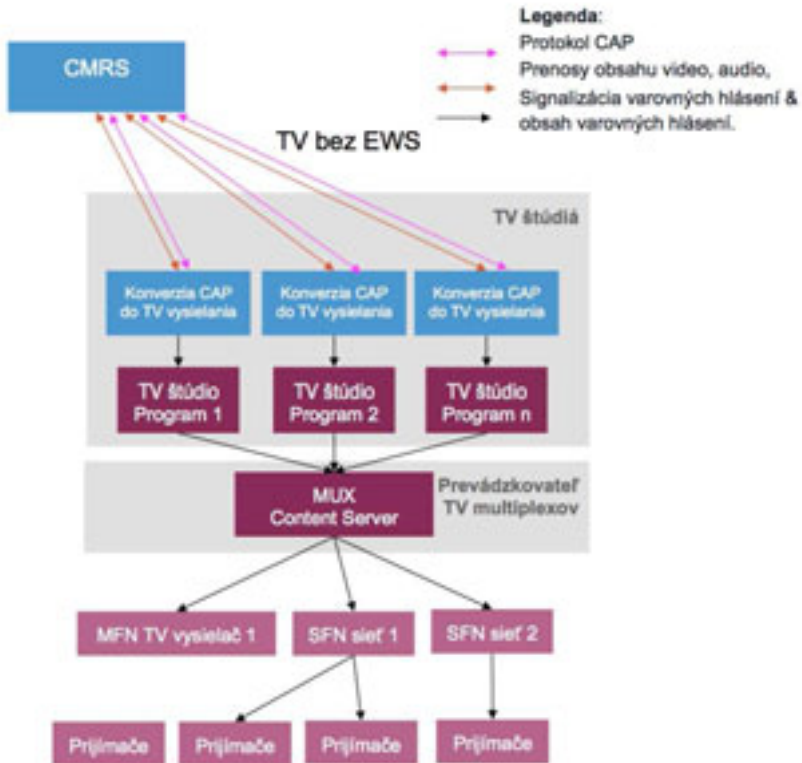 CMRS
Legenda:
Protokol CAP
Prenosy obsahu video, audio,
Signalizácia varovných hlásení &
obsah varovných hlásení.
TV bez EWS
TV štúdiá
Konverzia CAP
do TV vysielania
Konverzia CAP
do TV vysielania
Konverzia CAP
do TV vysielania
TV štúdio
Program 1
TV štúdio
Program 2
TV štúdio
Program n
MUX
Content Server
Prevádzkovateľ
TV multiplexov
MFN TV vysielač 1
SFN sieť 1
SFN sieť 2
Prijímače
Prijímače
Prijímače
Prijímače